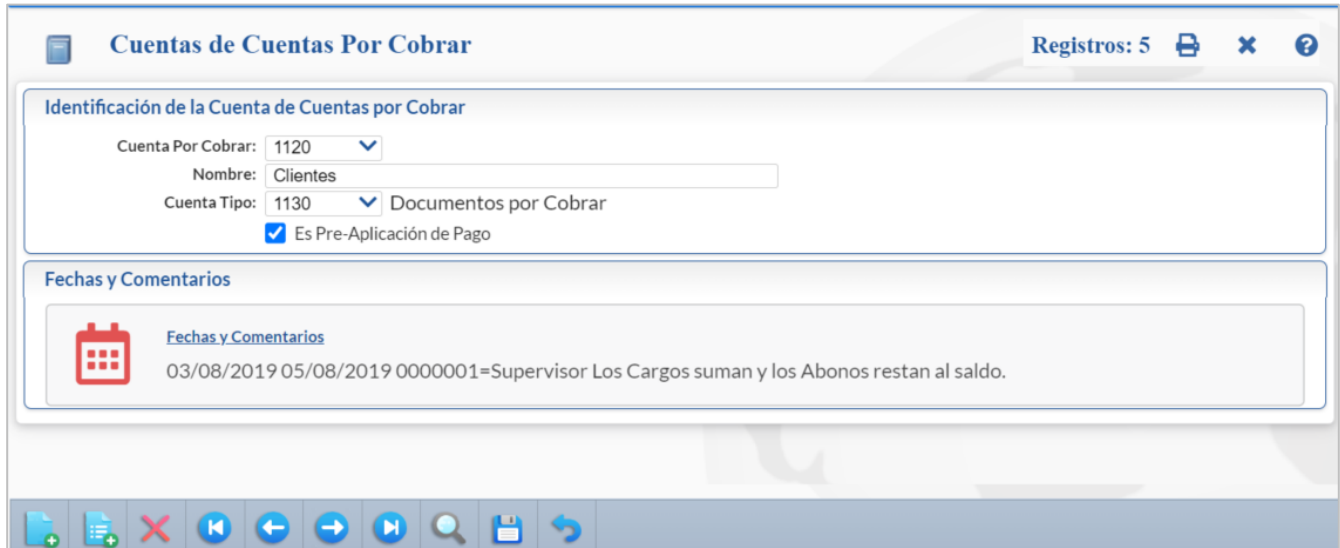 Cuentas de Cuentas Por Cobrar
Registros: 5
Identificación de la Cuenta de Cuentas por Cobrar
Cuenta Por Cobrar: 1120
Nombre: Clientes
Cuenta Tipo: 1130 Documentos por Cobrar
Es Pre-Aplicación de Pago
Fechas y Comentarios
Fechas y Comentarios
03/08/2019 05/08/2019 0000001=Supervisor Los Cargos suman y los Abonos restan al saldo.